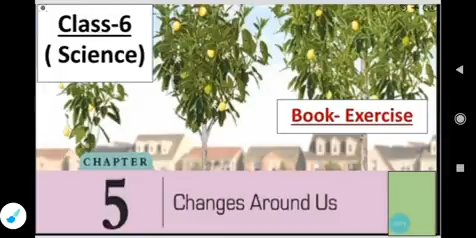 Class-6
( Science)
Book- Exercise
CHAPTER
5
Changes Around Us